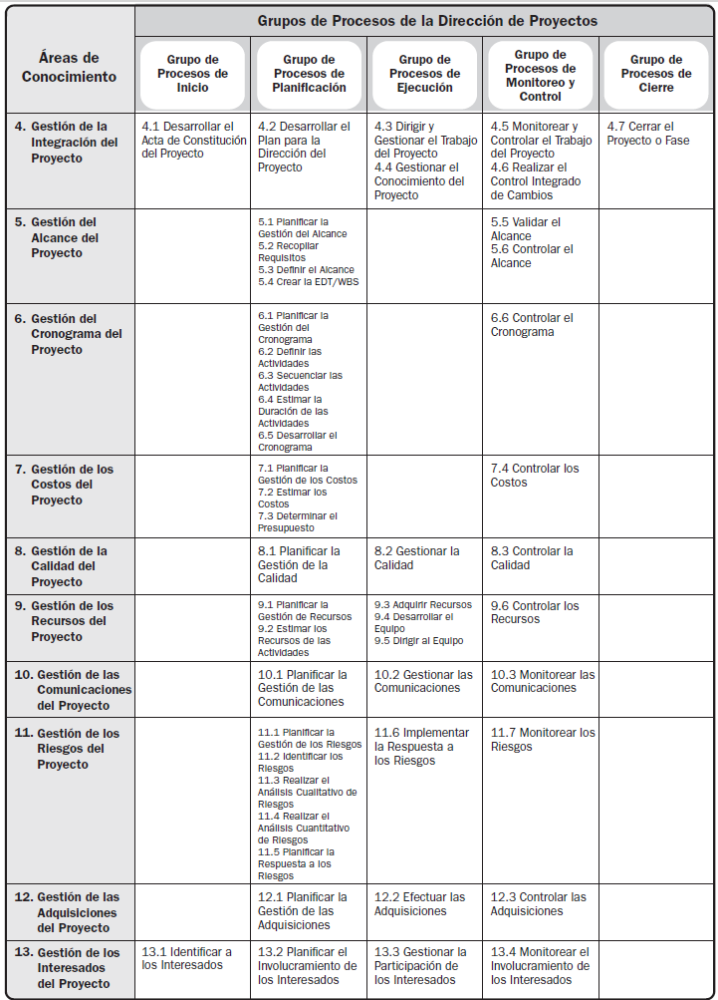 Grupos de Procesos de la Dirección de Proyectos
Áreas de
Conocimiento
Grupo de
Procesos de
Inicio
Grupo de
Procesos de
Planificación
Grupo de
Procesos de
Ejecución
Grupo de
Procesos de
Monitoreo y
Control
Grupo de
Procesos de
Cierre
4. Gestión de la
Integración del
Proyecto
4.1 Desarrollar el
Acta de Constitución
del Proyecto
4.2 Desarrollar el
Plan para la
Dirección del
Proyecto
4.3 Dirigir y
Gestionar el Trabajo
del Proyecto
4.4 Gestionar el
Conocimiento del
Proyecto
4.5 Monitorear y
Controlar el Trabajo
del Proyecto
4.6 Realizar el
Control Integrado
de Cambios
4.7 Cerrar el
Proyecto o Fase
5. Gestión del
Alcance del
Proyecto
5.1 Planificar la
Gestión del Alcance
5.2 Recopilar
Requisitos
5.3 Definir el Alcance
5.4 Crear la EDT/WBS
5.5 Validar el
Alcance
5.6 Controlar el
Alcance
6. Gestión del
Cronograma del
Proyecto
6.1 Planificar la
Gestión del
Cronograma
6.2 Definir las
Actividades
6.3 Secuenciar las
Actividades
6.4 Estimar la
Duración de las
Actividades
6.5 Desarrollar el
Cronograma
6.6 Controlar el
Cronograma
7. Gestión de los
Costos del
Proyecto
7.1 Planificar la
Gestión de los Costos
7.2 Estimar los
Costos
7.3 Determinar el
Presupuesto
7.4 Controlar los
Costos
8. Gestión de la
Calidad del
Proyecto
8.1 Planificar la
Gestión de la
Calidad
8.2 Gestionar la
Calidad
8.3 Controlar la
Calidad
9. Gestión de los
Recursos del
Proyecto
9.1 Planificar la
Gestión de Recursos
9.2 Estimar los
Recursos de las
Actividades
9.3 Adquirir Recursos
9.4 Desarrollar el
Equipo
9.5 Dirigir al Equipo
9.6 Controlar los
Recursos
10. Gestión de las
Comunicaciones
del Proyecto
10.1 Planificar la
Gestión de las
Comunicaciones
10.2 Gestionar las
Comunicaciones
10.3 Monitorear las
Comunicaciones
11. Gestión de los
Riesgos del
Proyecto
11.1 Planificar la
Gestión de los Riesgos
11.2 Identificar los
Riesgos
11.3 Realizar el
Análisis Cualitativo de
Riesgos
11.4 Realizar el
Análisis Cuantitativo
de Riesgos
11.5 Planificar la
Respuesta a los
Riesgos
11.6 Implementar
la Respuesta a
los Riesgos
11.7 Monitorear los
Riesgos
12. Gestión de las
Adquisiciones
del Proyecto
12.1 Planificar la
Gestión de las
Adquisiciones
12.2 Efectuar las
Adquisiciones
12.3 Controlar las
Adquisiciones
13. Gestión de los
Interesados
del Proyecto
13.1 Identificar a
los Interesados
13.2 Planificar el
Involucramiento de
los Interesados
13.3 Gestionar la
Participación de
los Interesados
13.4 Monitorear el
Involucramiento de
los Interesados